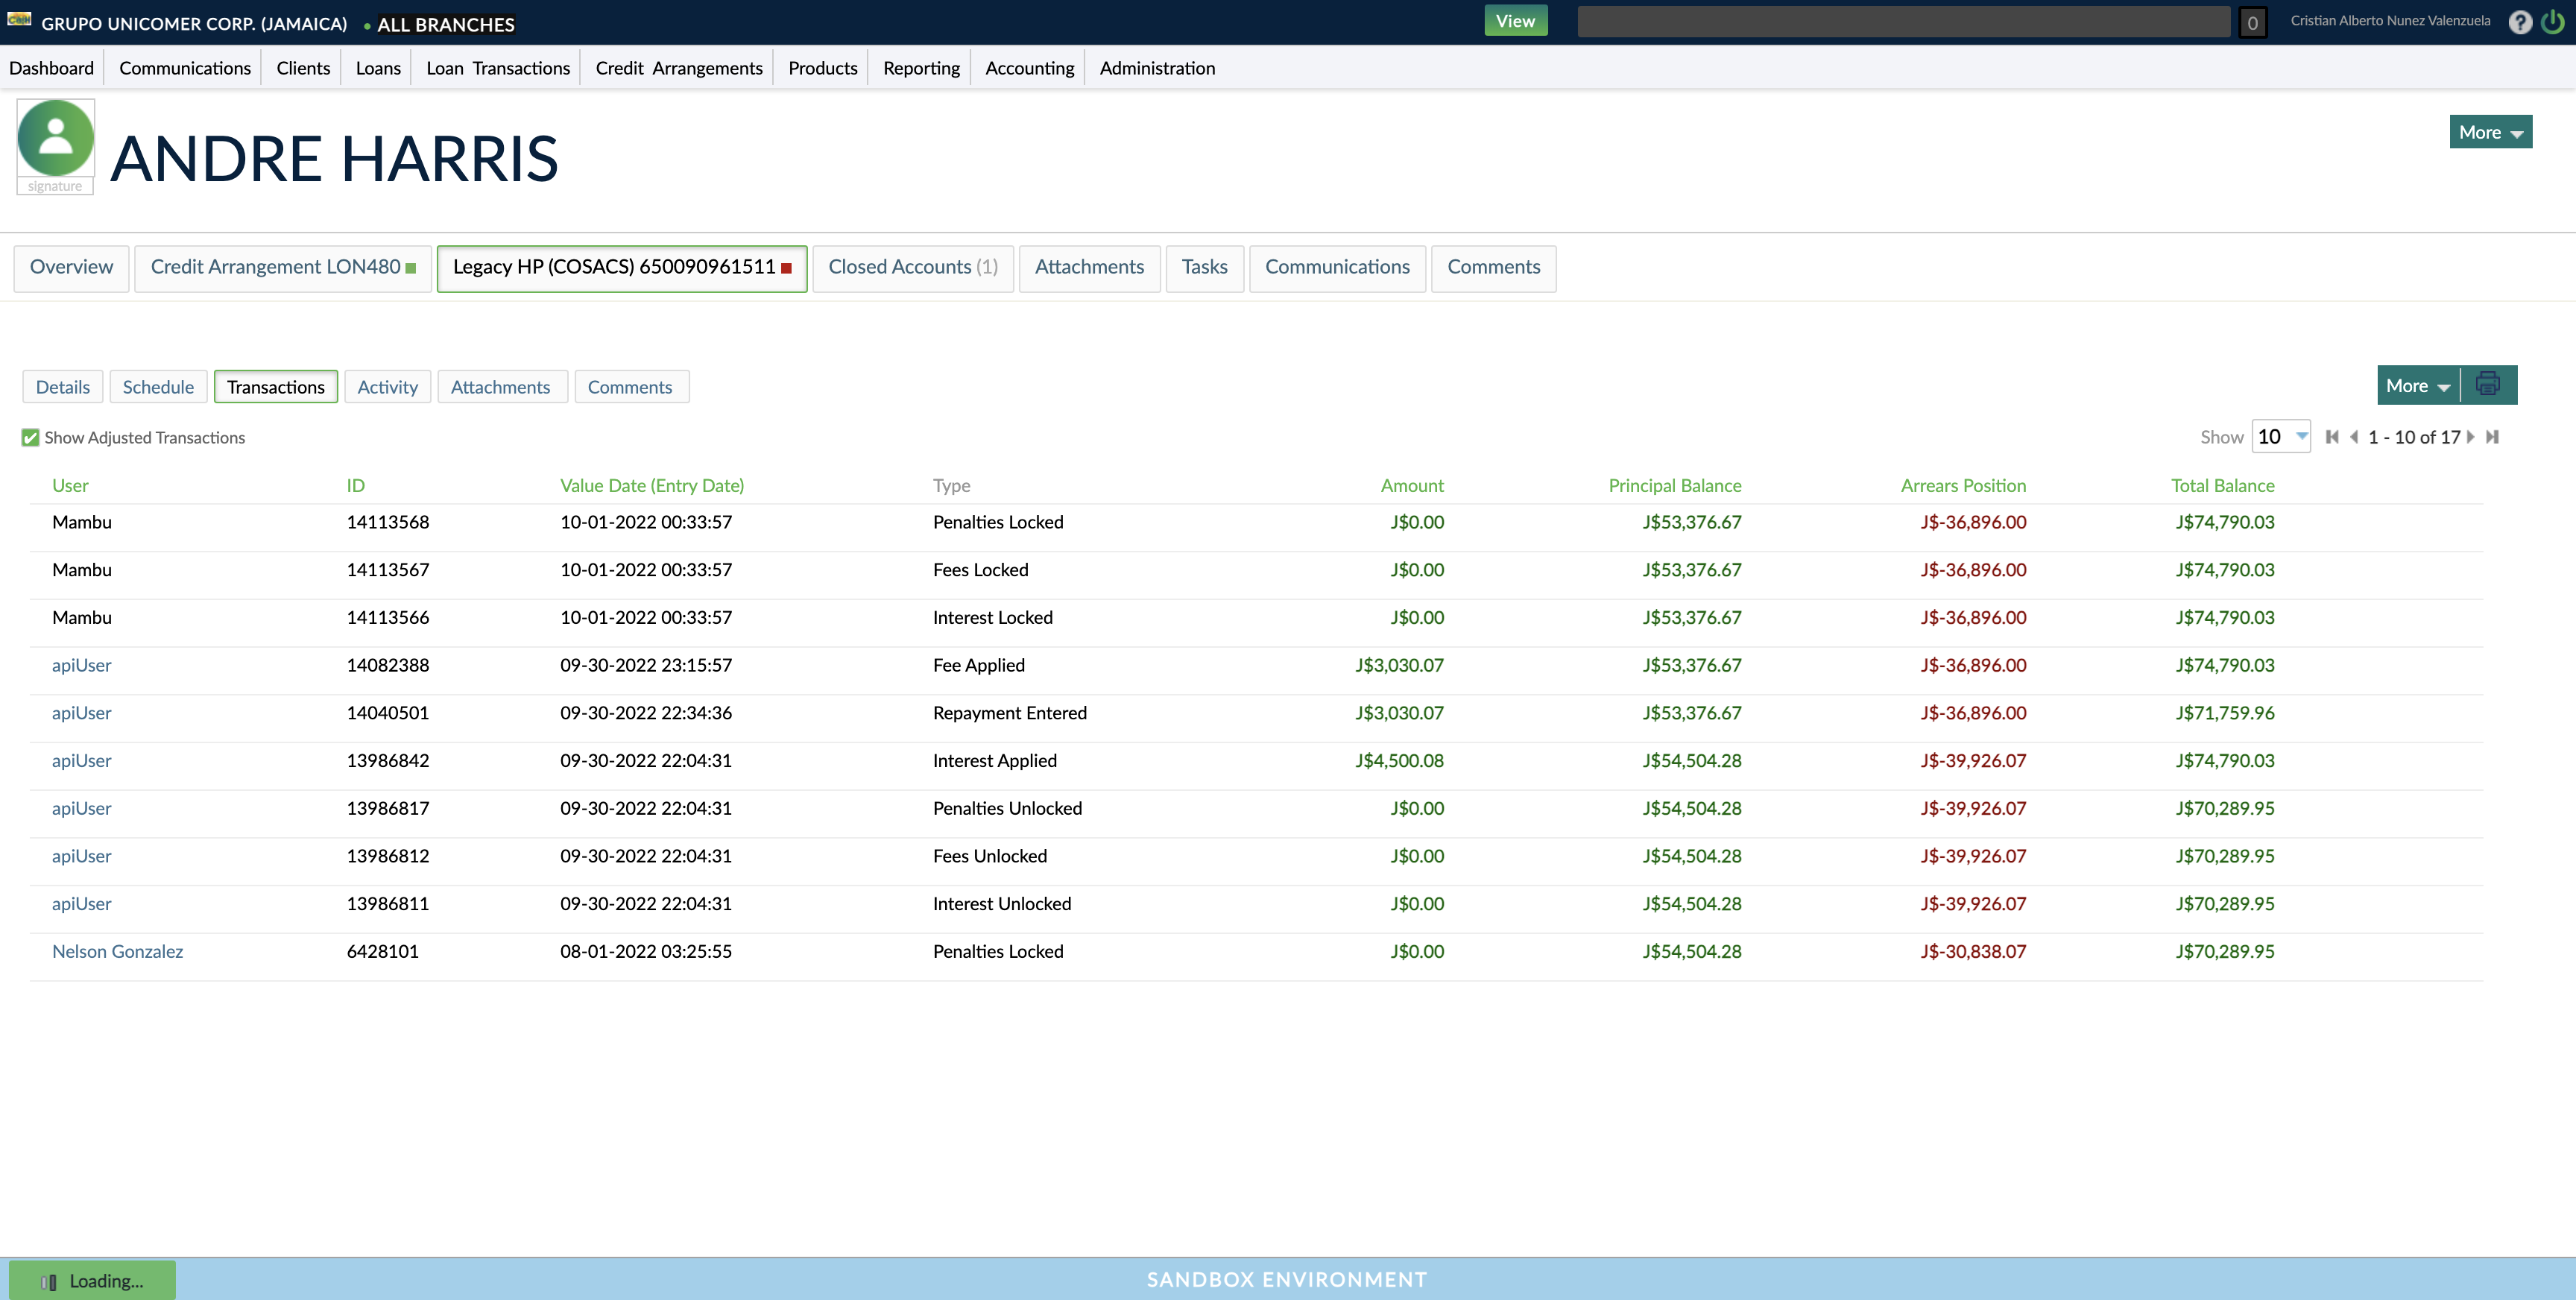 GRUPO UNICOMER CORP. (JAMAICA) • ALL BRANCHES View 0 Cristian Alberto Nunez Valenzuela ?
Dashboard Communications Clients Loans Loan Transactions Credit Arrangements Products Reporting Accounting Administration
signature
ANDRE HARRIS
More
Overview Credit Arrangement LON480 Legacy HP (COSACS) 650090961511 Closed Accounts (1) Attachments Tasks Communications Comments
Details Schedule Transactions Activity Attachments Comments More
Show Adjusted Transactions Show 10 1 - 10 of 17
User ID Value Date (Entry Date) Type Amount Principal Balance Arrears Position Total Balance
Mambu 14113568 10-01-2022 00:33:57 Penalties Locked J$0.00 J$53,376.67 J$-36,896.00 J$74,790.03
Mambu 14113567 10-01-2022 00:33:57 Fees Locked J$0.00 J$53,376.67 J$-36,896.00 J$74,790.03
Mambu 14113566 10-01-2022 00:33:57 Interest Locked J$0.00 J$53,376.67 J$-36,896.00 J$74,790.03
apiUser 14082388 09-30-2022 23:15:57 Fee Applied J$3,030.07 J$53,376.67 J$-36,896.00 J$74,790.03
apiUser 14040501 09-30-2022 22:34:36 Repayment Entered J$3,030.07 J$53,376.67 J$-36,896.00 J$71,759.96
apiUser 13986842 09-30-2022 22:04:31 Interest Applied J$4,500.08 J$54,504.28 J$-39,926.07 J$74,790.03
apiUser 13986817 09-30-2022 22:04:31 Penalties Unlocked J$0.00 J$54,504.28 J$-39,926.07 J$70,289.95
apiUser 13986812 09-30-2022 22:04:31 Fees Unlocked J$0.00 J$54,504.28 J$-39,926.07 J$70,289.95
apiUser 13986811 09-30-2022 22:04:31 Interest Unlocked J$0.00 J$54,504.28 J$-39,926.07 J$70,289.95
Nelson Gonzalez 6428101 08-01-2022 03:25:55 Penalties Locked J$0.00 J$54,504.28 J$-30,838.07 J$70,289.95
Loading... SANDBOX ENVIRONMENT